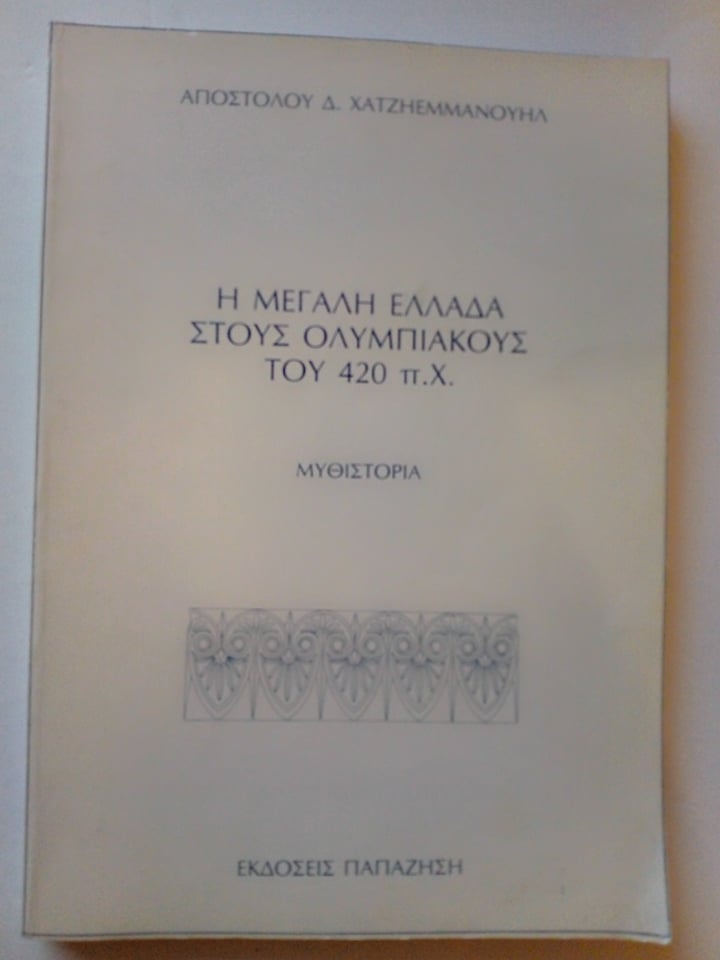 ΑΠΟΣΤΟΛΟΥ Δ. ΧΑΤΖΗΕΜΜΑΝΟΥΗΛ
Η ΜΕΓΑΛΗ ΕΛΛΑΔΑ
ΣΤΟΥΣ ΟΛΥΜΠΙΑΚΟΥΣ
ΤΟΥ 420 π.Χ.
ΜΥΘΙΣΤΟΡΙΑ
ΕΚΔΟΣΕΙΣ ΠΑΠΑΖΗΣΗ